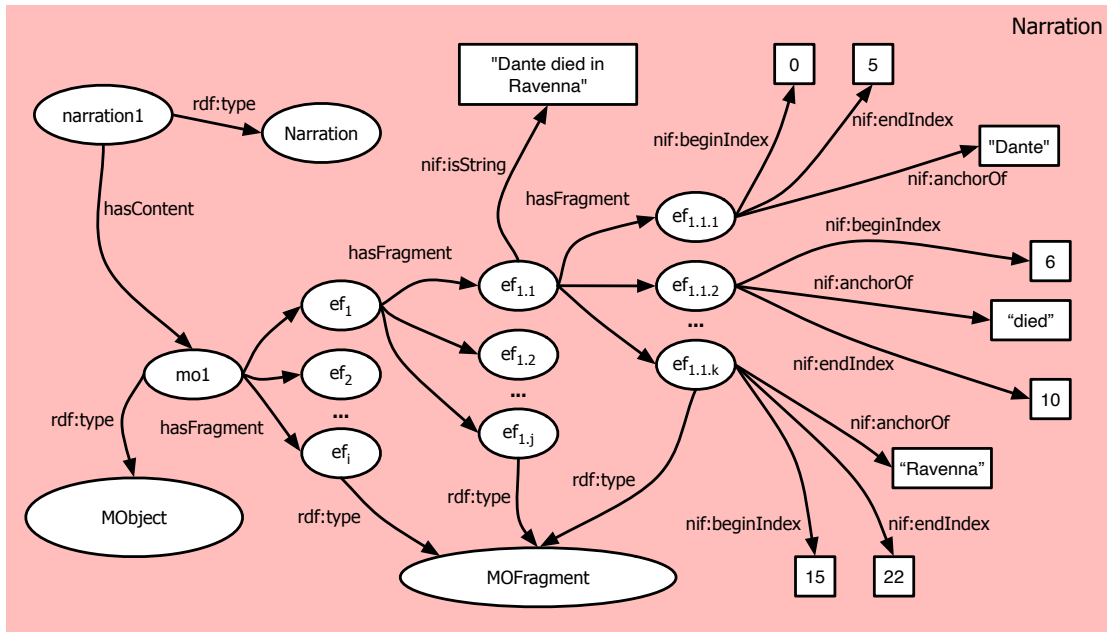 Narration
"Dante died in
Ravenna"
0
5
narration1
rdf:type
Narration
nif:beginIndex
nif:endIndex
"Dante"
nif:isString
nif:anchorOf
hasFragment
hasContent
ef1.1.1
nif:beginIndex
hasFragment
6
ef1
ef1.1
ef1.1.2
nif:anchorOf
...
“died”
mo1
ef2
ef1.2
ef1.1.k
nif:endIndex
...
...
10
rdf:type
hasFragment
efi
ef1.j
nif:anchorOf
“Ravenna”
rdf:type
rdf:type
rdf:type
MObject
nif:beginIndex
nif:endIndex
MOFragment
15
22